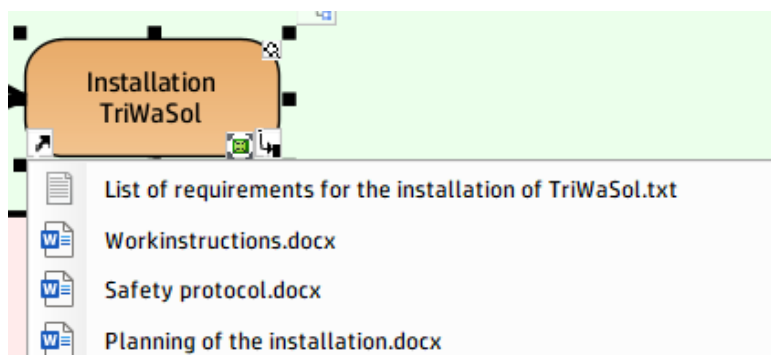 Installation
TriWaSol
List of requirements for the installation of TriWaSol.txt
Workinstructions.docx
Safety protocol.docx
Planning of the installation.docx